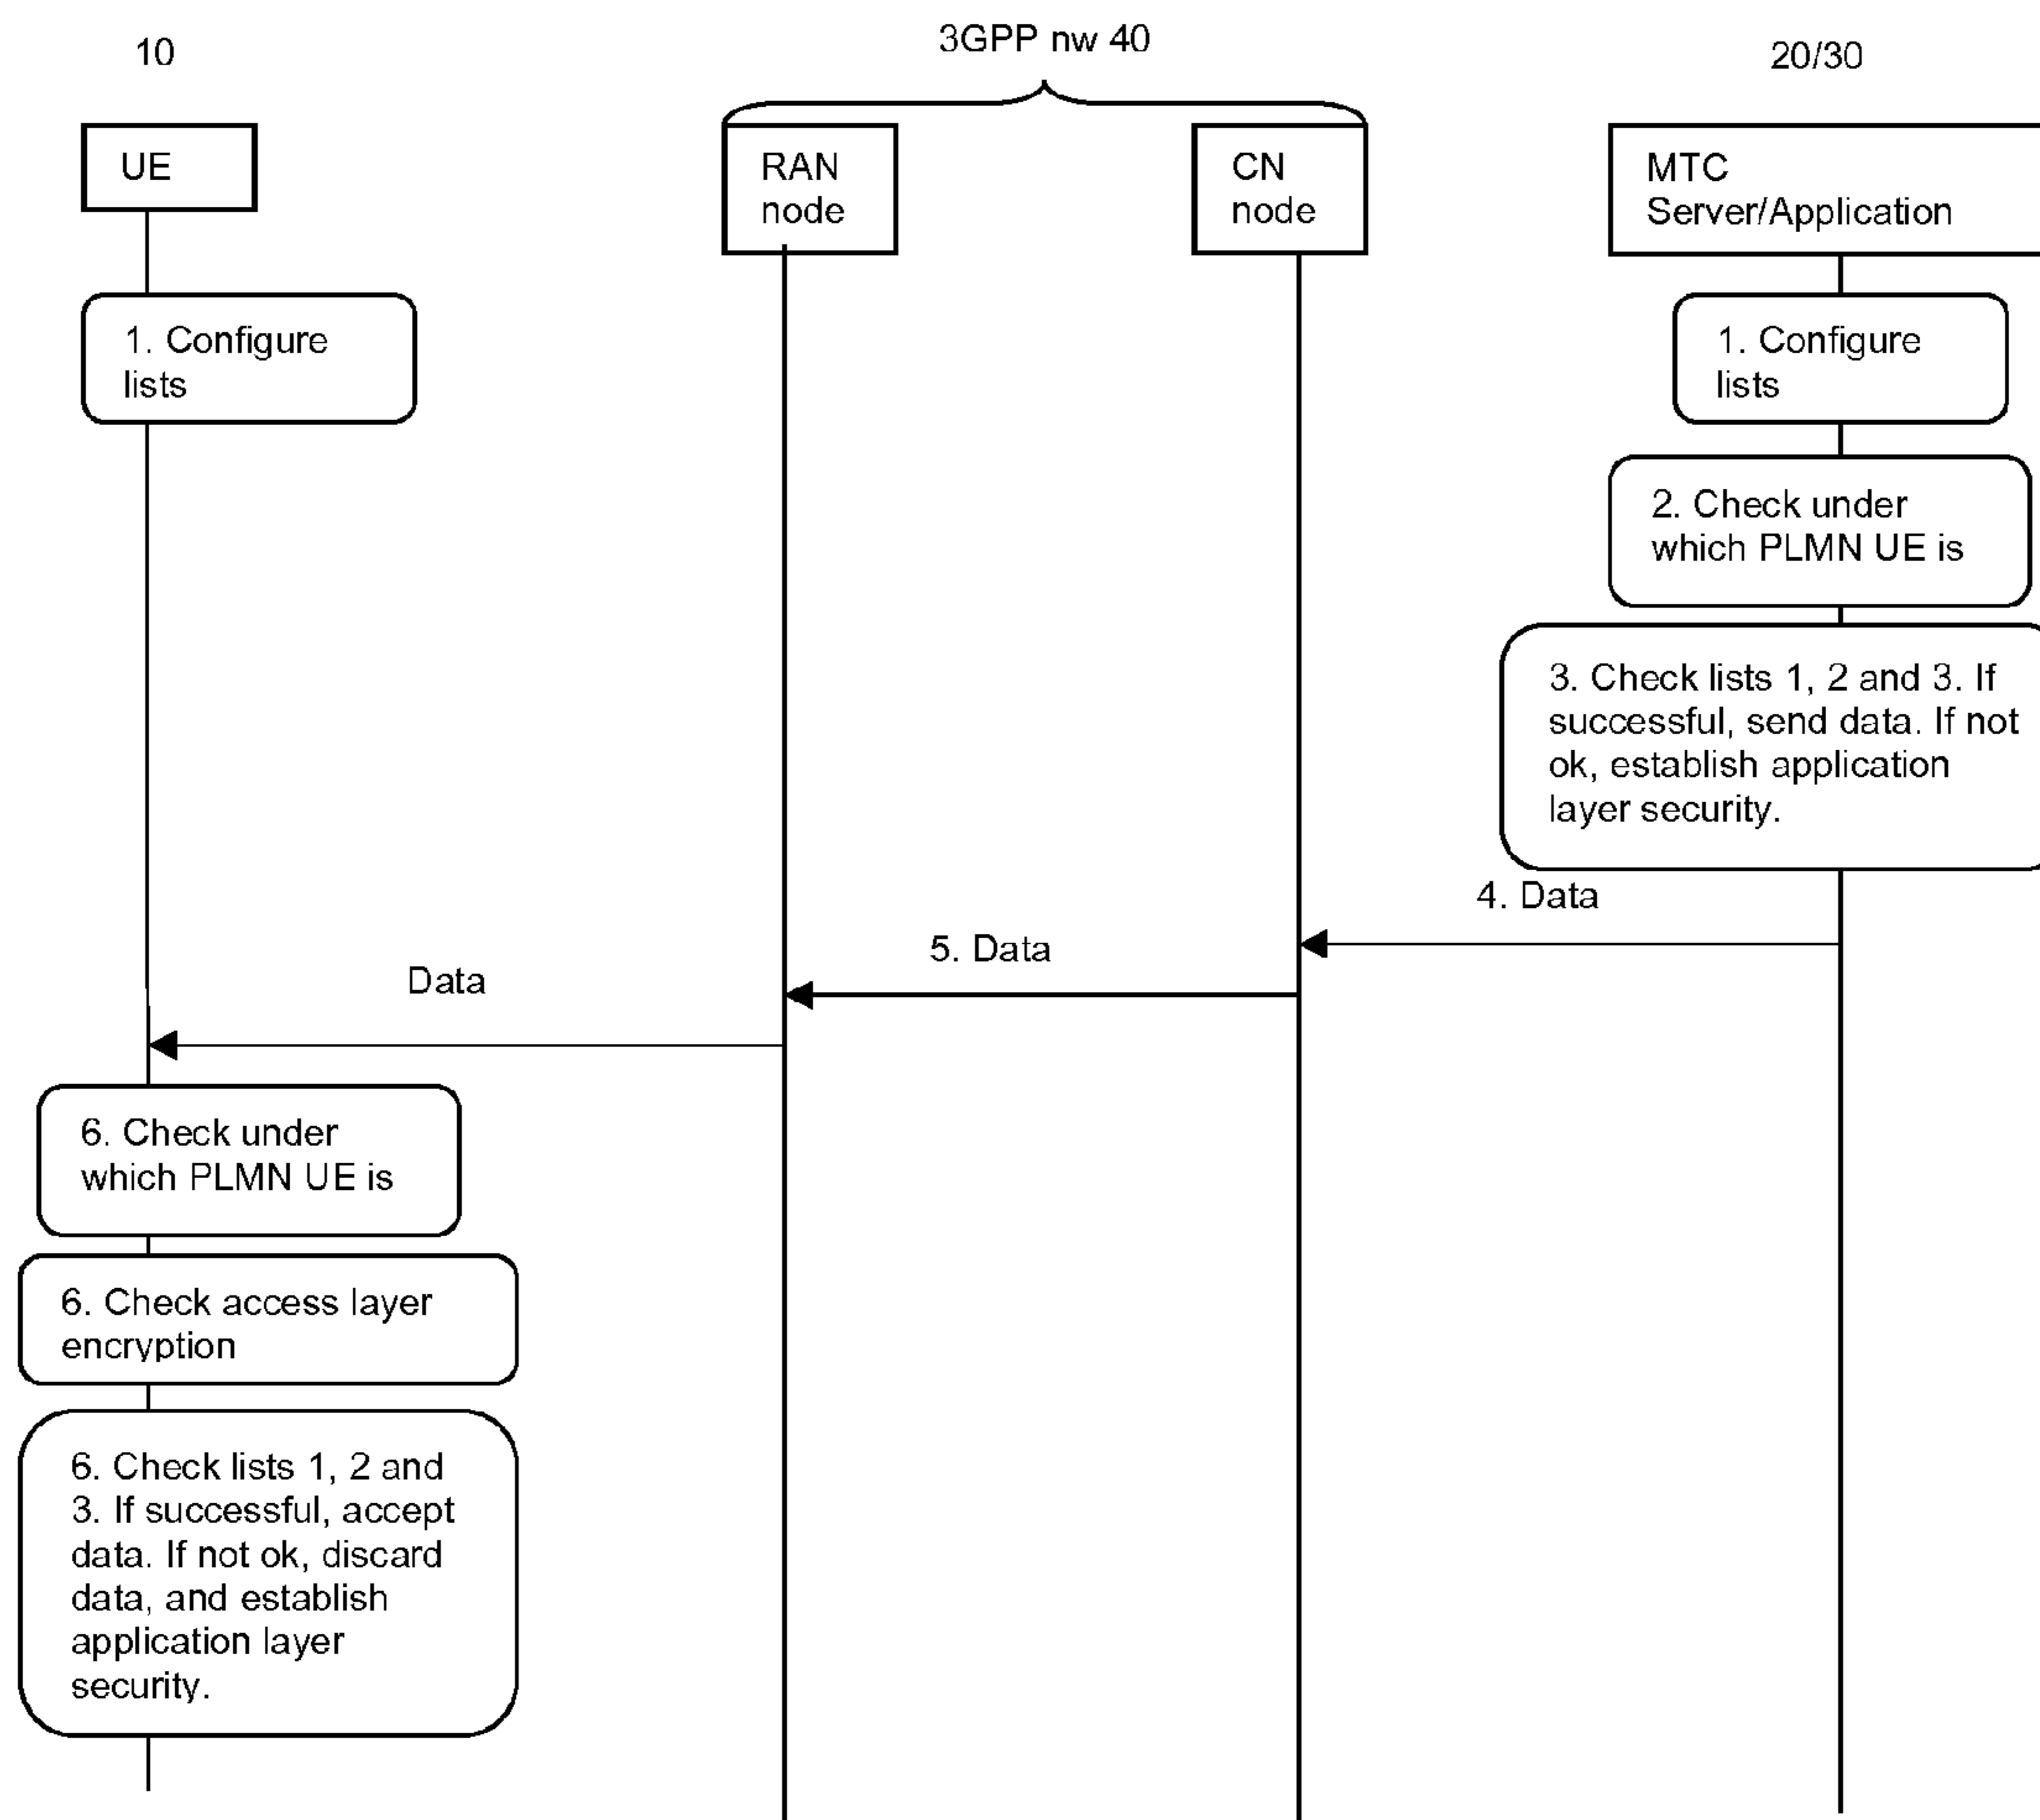 10
3GPP nw 40
20/30
UE
RAN
node
CN
node
MTC
Server/Application
1. Configure
lists
1. Configure
lists
2. Check under
which PLMN UE is
3. Check lists 1, 2 and 3. If
successful, send data. If not
ok, establish application
layer security.
4. Data
5. Data
Data
6. Check under
which PLMN UE is
6. Check access layer
encryption
6. Check lists 1, 2 and
3. If successful, accept
data. If not ok, discard
data, and establish
application layer
security.